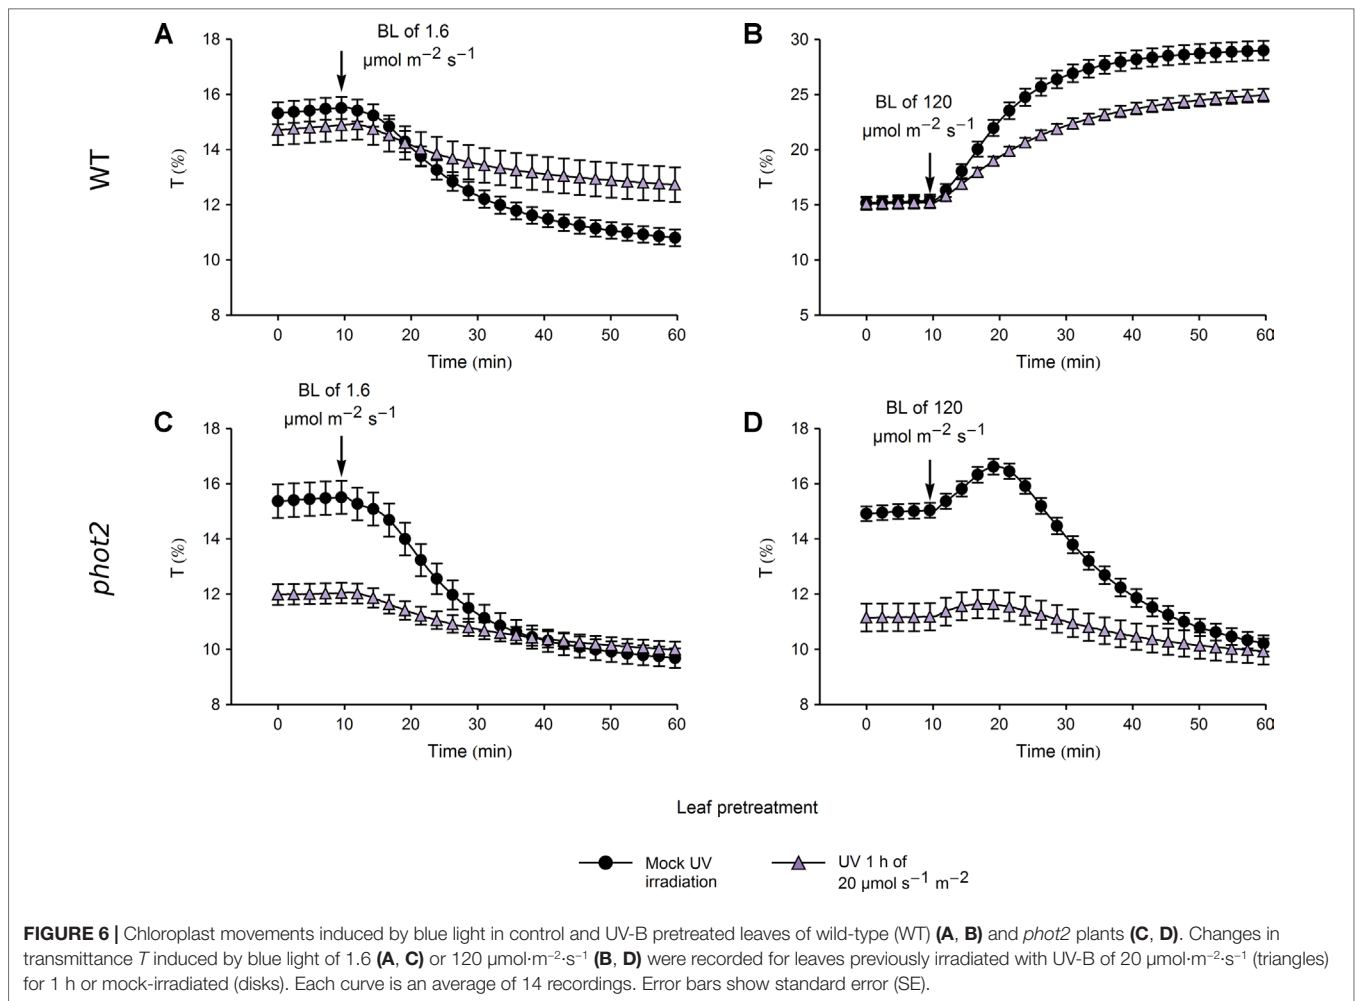 A
BL of 1.6
µmol m⁻² s⁻¹
18
16
14
12
10
8
T (%)
WT
0 10 20 30 40 50 60
Time (min)
B
BL of 120
µmol m⁻² s⁻¹
30
25
20
15
10
5
T (%)
0 10 20 30 40 50 60
Time (min)
C
BL of 1.6
µmol m⁻² s⁻¹
18
16
14
12
10
8
T (%)
phot2
0 10 20 30 40 50 60
Time (min)
D
BL of 120
µmol m⁻² s⁻¹
18
16
14
12
10
8
T (%)
0 10 20 30 40 50 60
Time (min)
Leaf pretreatment
Mock UV
irradiation
UV 1 h of
20 µmol s⁻¹ m⁻²
FIGURE 6 | Chloroplast movements induced by blue light in control and UV-B pretreated leaves of wild-type (WT) (A, B) and phot2 plants (C, D). Changes in
transmittance T induced by blue light of 1.6 (A, C) or 120 µmol·m⁻²·s⁻¹ (B, D) were recorded for leaves previously irradiated with UV-B of 20 µmol·m⁻²·s⁻¹ (triangles)
for 1 h or mock-irradiated (disks). Each curve is an average of 14 recordings. Error bars show standard error (SE).